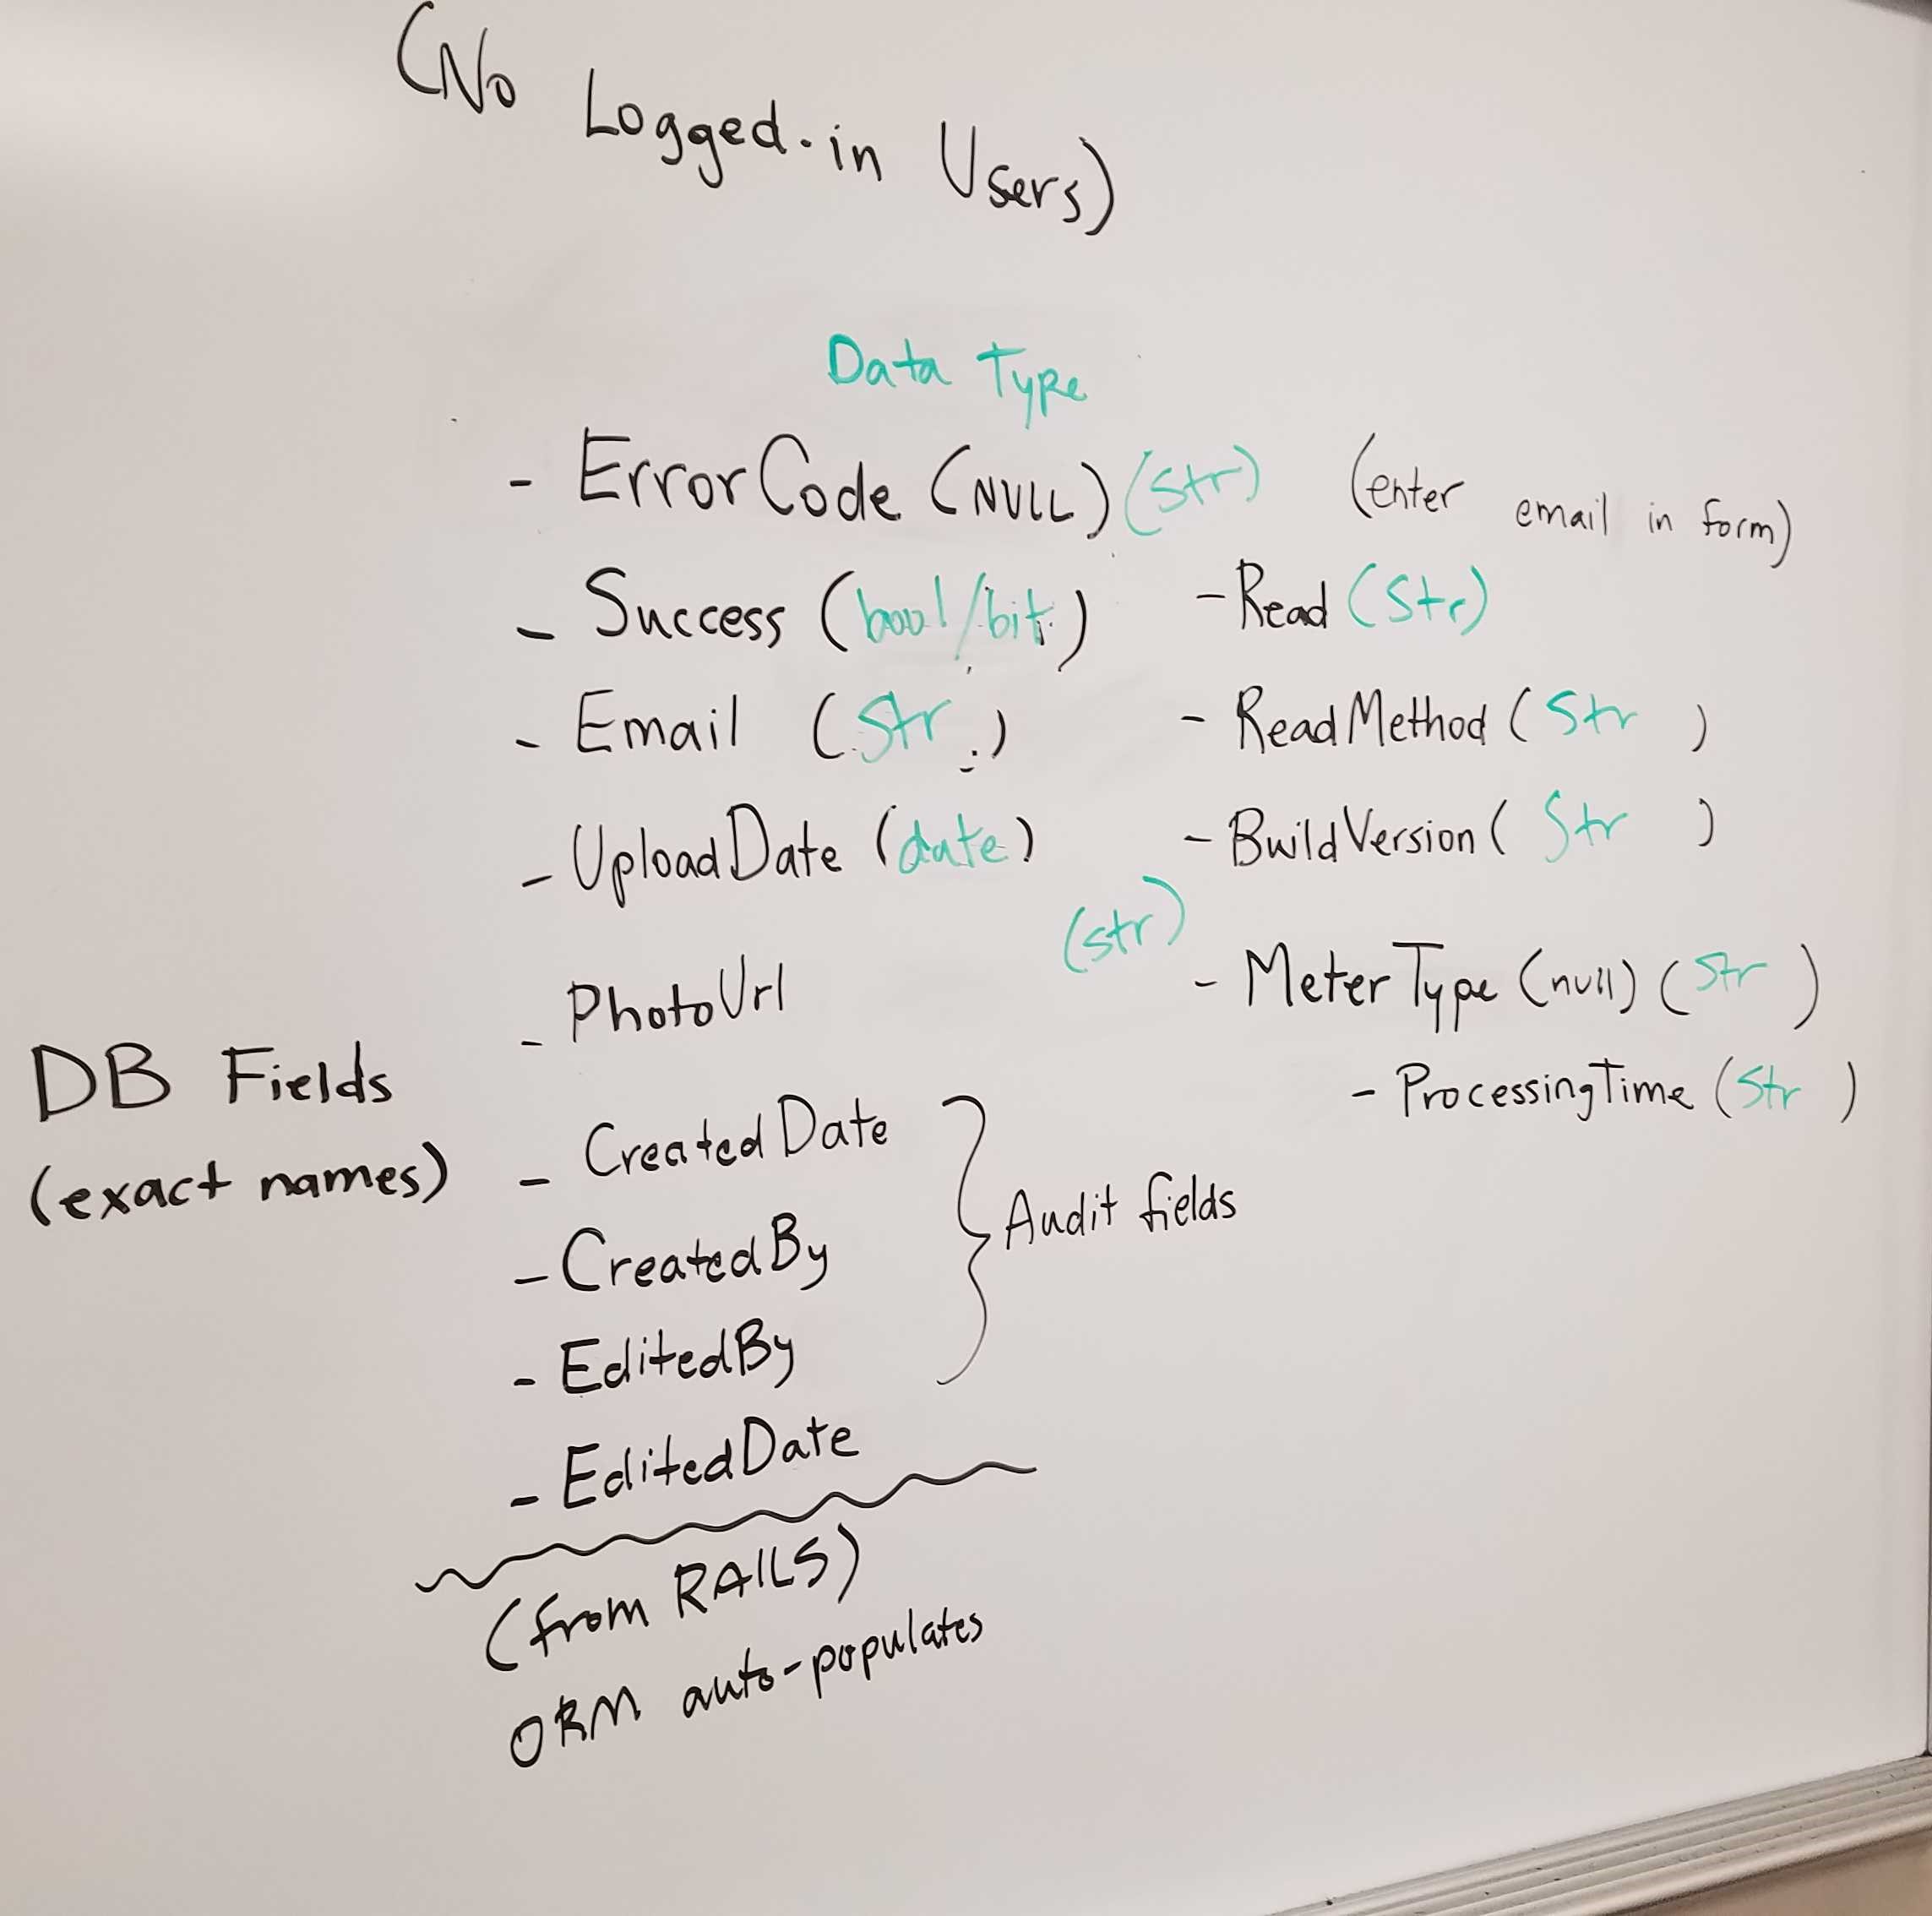 (No Logged-in Users)
Data Type
- ErrorCode (NULL) (str)
(enter email in form)
- Success (bool/bit)
- Read (Str)
- Email (Str)
- ReadMethod (Str)
- UploadDate (date)
- BuildVersion (Str)
- PhotoUrl (str)
- MeterType (null) (Str)
- ProcessingTime (Str)
DB Fields
(exact names)
- CreatedDate
- CreatedBy
- EditedBy
- EditedDate
Audit fields
(from RAILS)
ORM auto-populates